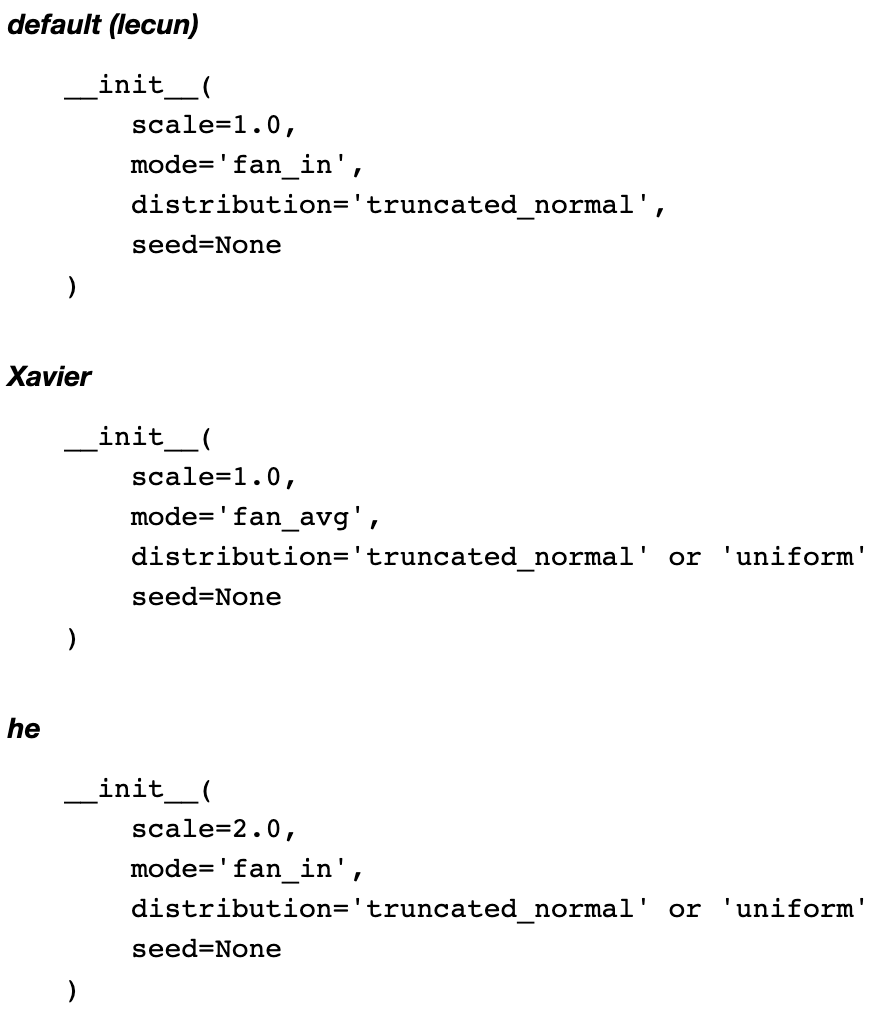 default (lecun)
__init__(
scale=1.0,
mode='fan_in',
distribution='truncated_normal',
seed=None
)
Xavier
__init__(
scale=1.0,
mode='fan_avg',
distribution='truncated_normal' or 'uniform'
seed=None
)
he
__init__(
scale=2.0,
mode='fan_in',
distribution='truncated_normal' or 'uniform'
seed=None
)